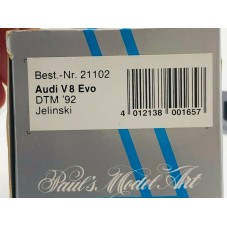 Best.-Nr. 21102
Audi V8 Evo
DTM '92
Jelinski
4 012138 001657
Paul's Model Art